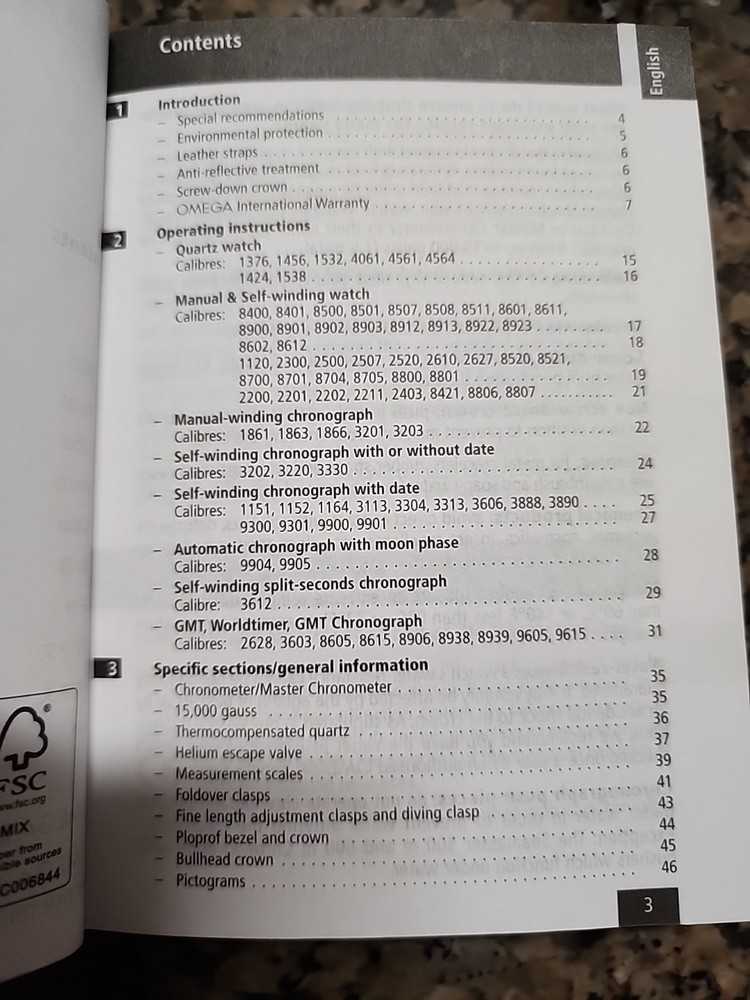 Contents
English
1 Introduction
– Special recommendations . . . . . . . . . . 4
– Environmental protection . . . . . . . . . . 5
– Leather straps . . . . . . . . . . 6
– Anti-reflective treatment . . . . . . . . . . 6
– Screw-down crown . . . . . . . . . . 6
– OMEGA International Warranty . . . . . . . . . . 7
2 Operating instructions
– Quartz watch
Calibres: 1376, 1456, 1532, 4061, 4561, 4564 . . . . . . . . . . 15
1424, 1538 . . . . . . . . . . 16
– Manual & Self-winding watch
Calibres: 8400, 8401, 8500, 8501, 8507, 8508, 8511, 8601, 8611,
8900, 8901, 8902, 8903, 8912, 8913, 8922, 8923 . . . . . . . . 17
8602, 8612 . . . . . . . . . . 18
1120, 2300, 2500, 2507, 2520, 2610, 2627, 8520, 8521,
8700, 8701, 8704, 8705, 8800, 8801 . . . . . . . . . . 19
2200, 2201, 2202, 2211, 2403, 8421, 8806, 8807 . . . . . . . . . . 21
– Manual-winding chronograph
Calibres: 1861, 1863, 1866, 3201, 3203 . . . . . . . . . . 22
– Self-winding chronograph with or without date
Calibres: 3202, 3220, 3330 . . . . . . . . . . 24
– Self-winding chronograph with date
Calibres: 1151, 1152, 1164, 3113, 3304, 3313, 3606, 3888, 3890 . . . . 25
9300, 9301, 9900, 9901 . . . . . . . . . . 27
– Automatic chronograph with moon phase
Calibres: 9904, 9905 . . . . . . . . . . 28
– Self-winding split-seconds chronograph
Calibre: 3612 . . . . . . . . . . 29
– GMT, Worldtimer, GMT Chronograph
Calibres: 2628, 3603, 8605, 8615, 8906, 8938, 8939, 9605, 9615 . . . . 31
3 Specific sections/general information
– Chronometer/Master Chronometer . . . . . . . . . . 35
– 15,000 gauss . . . . . . . . . . 35
– Thermocompensated quartz . . . . . . . . . . 36
– Helium escape valve . . . . . . . . . . 37
– Measurement scales . . . . . . . . . . 39
– Foldover clasps . . . . . . . . . . 41
– Fine length adjustment clasps and diving clasp . . . . . . . . . . 43
– Ploprof bezel and crown . . . . . . . . . . 44
– Bullhead crown . . . . . . . . . . 45
– Pictograms . . . . . . . . . . 46
3
®
FSC
www.fsc.org
MIX
from
sources
C006844